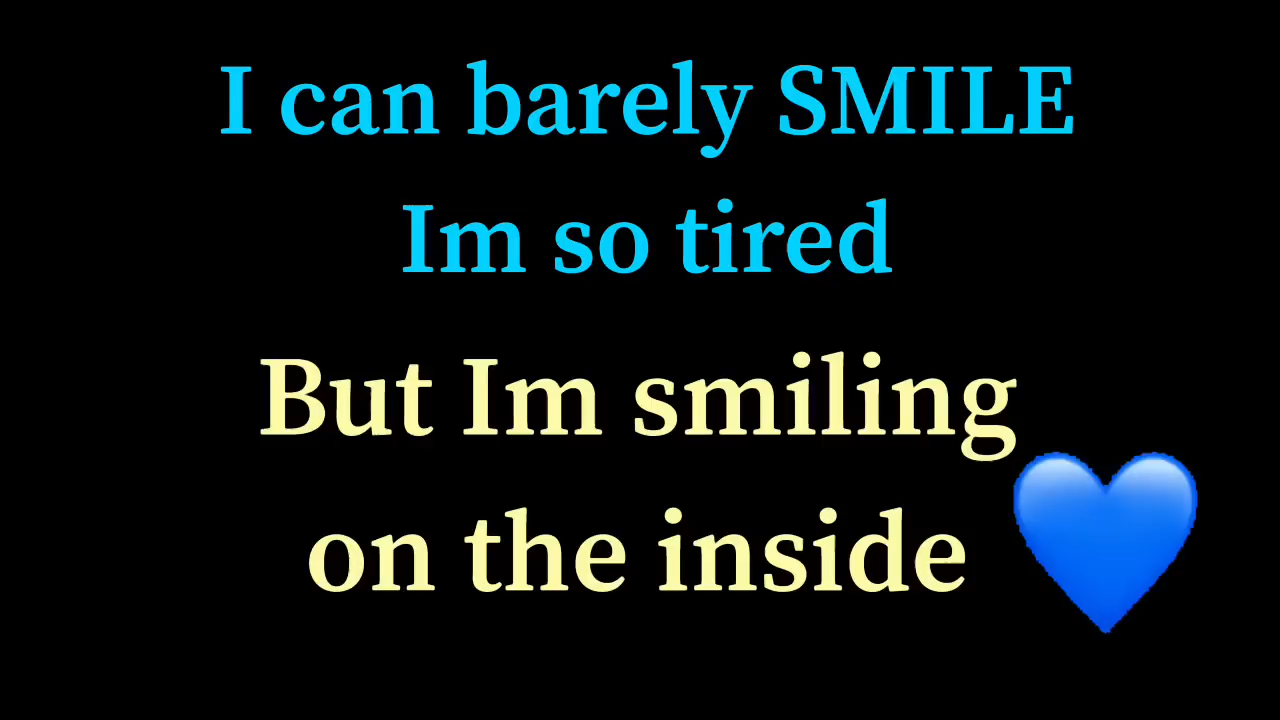 I can barely SMILE
Im so tired
But Im smiling
on the inside